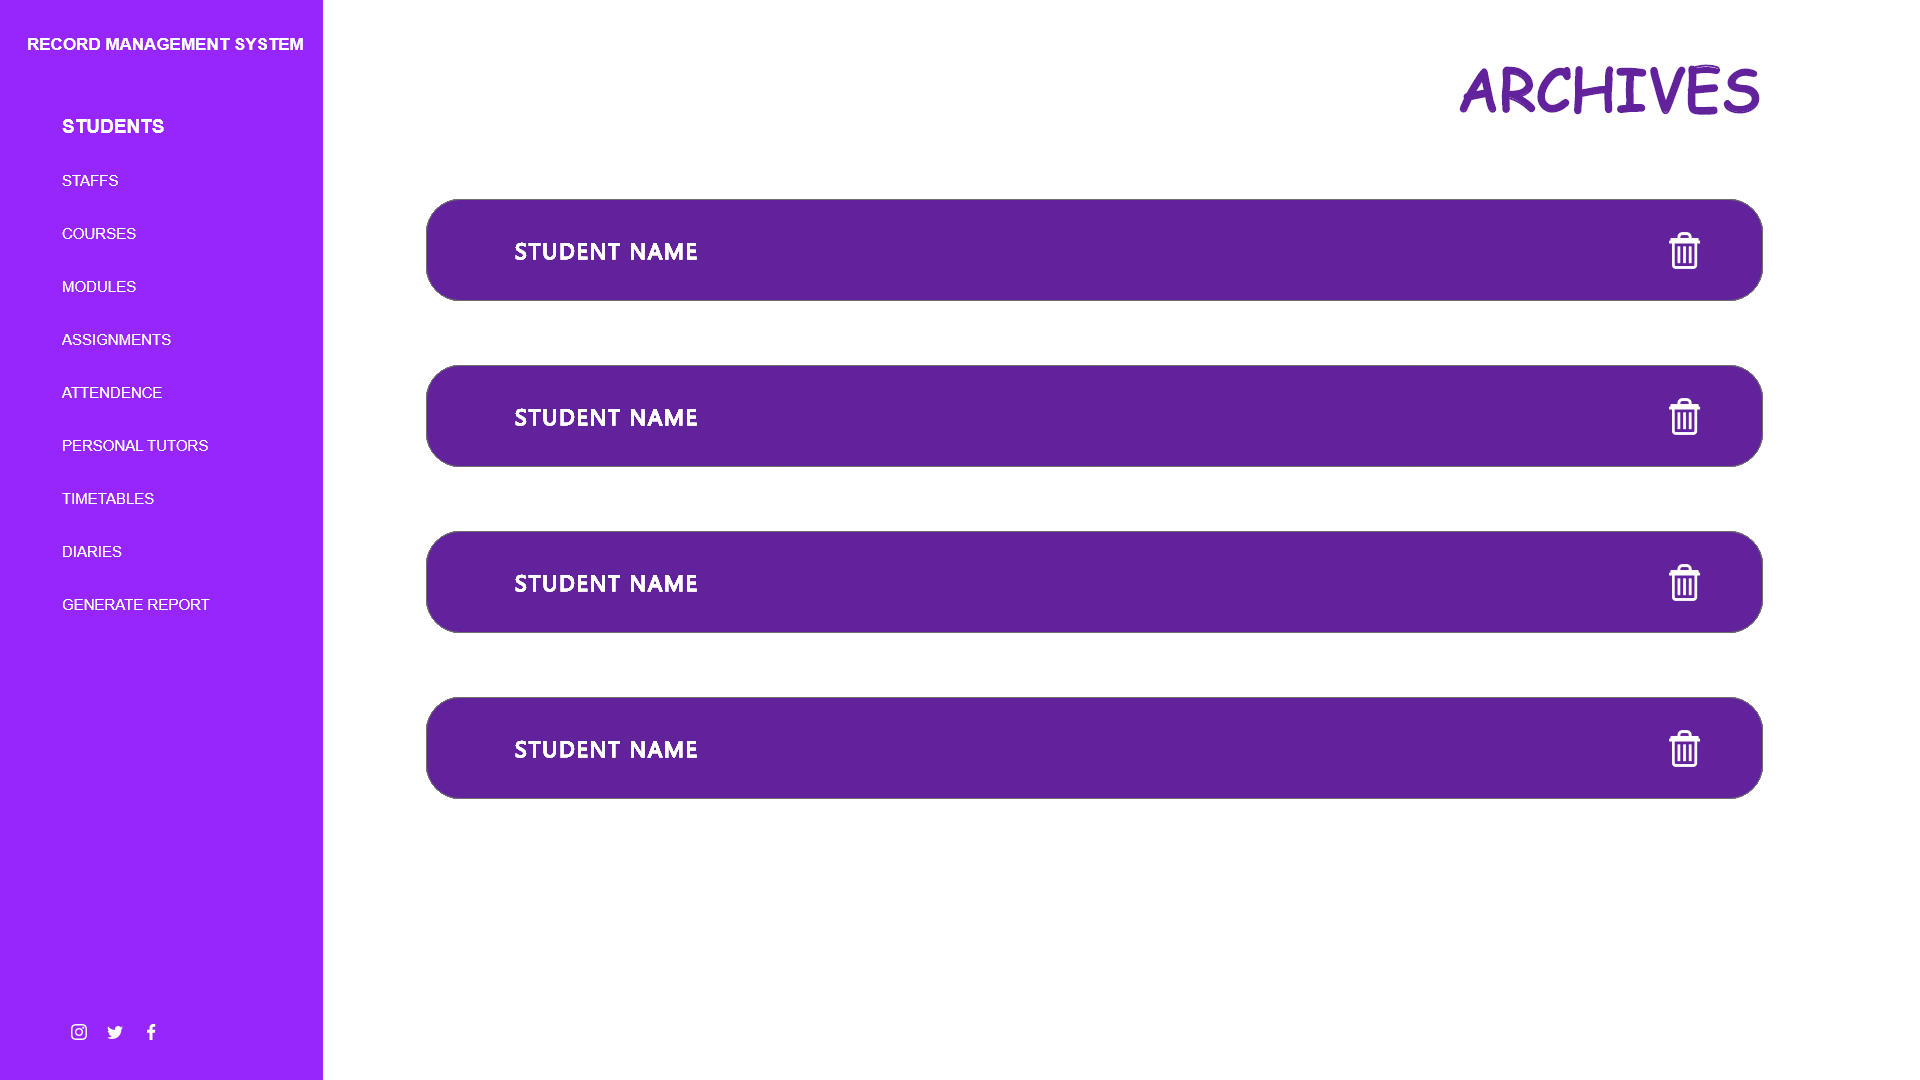 RECORD MANAGEMENT SYSTEM
STUDENTS
STAFFS
COURSES
MODULES
ASSIGNMENTS
ATTENDENCE
PERSONAL TUTORS
TIMETABLES
DIARIES
GENERATE REPORT
ARCHIVES
STUDENT NAME
STUDENT NAME
STUDENT NAME
STUDENT NAME